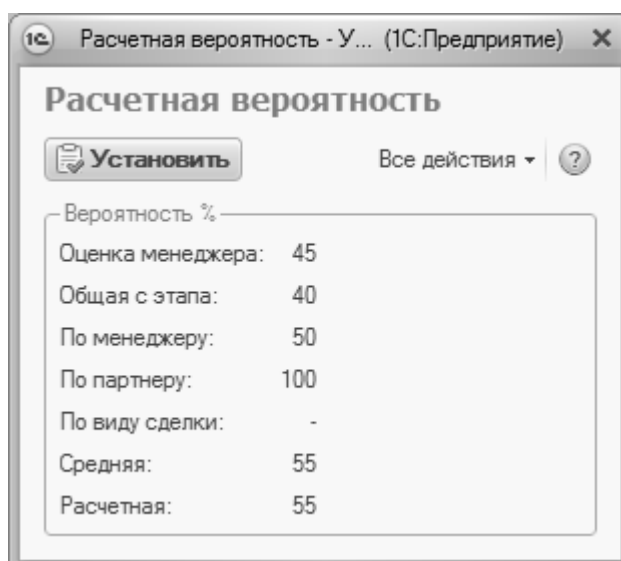 1С Расчетная вероятность - У... (1С:Предприятие)
Расчетная вероятность
Установить Все действия ?
Вероятность %
Оценка менеджера: 45
Общая с этапа: 40
По менеджеру: 50
По партнеру: 100
По виду сделки: -
Средняя: 55
Расчетная: 55